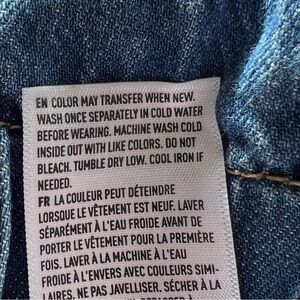 EN COLOR MAY TRANSFER WHEN NEW.
WASH ONCE SEPARATELY IN COLD WATER
BEFORE WEARING. MACHINE WASH COLD
INSIDE OUT WITH LIKE COLORS. DO NOT
BLEACH. TUMBLE DRY LOW. COOL IRON IF
NEEDED.
FR LA COULEUR PEUT DÉTEINDRE
LORSQUE LE VÊTEMENT EST NEUF. LAVER
SÉPARÉMENT À L'EAU FROIDE AVANT DE
PORTER LE VÊTEMENT POUR LA PREMIÈRE
FOIS. LAVER À LA MACHINE À L'EAU
FROIDE À L'ENVERS AVEC COULEURS SIMI-
LAIRES. NE PAS JAVELLISER. SÉCHER À